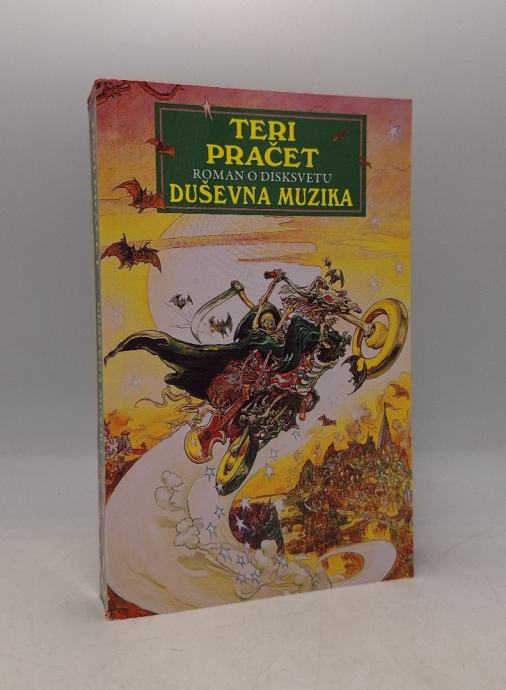 TERI
PRAČET
ROMAN O DISKSVETU
DUŠEVNA MUZIKA